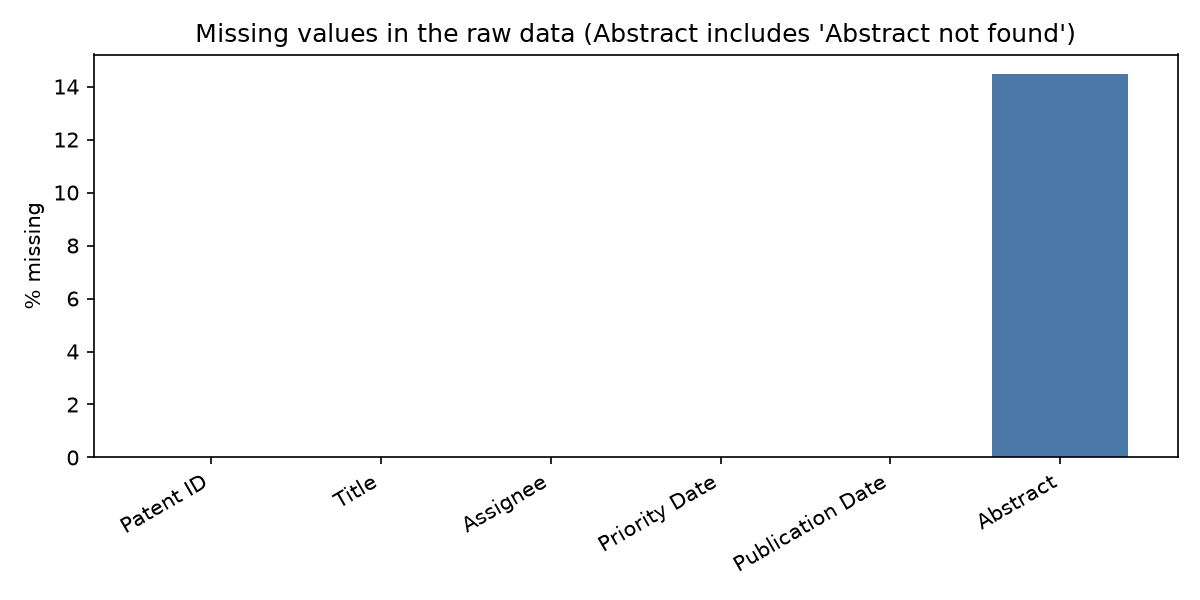 Missing values in the raw data (Abstract includes 'Abstract not found')
% missing
14
12
10
8
6
4
2
0
Patent ID
Title
Assignee
Priority Date
Publication Date
Abstract